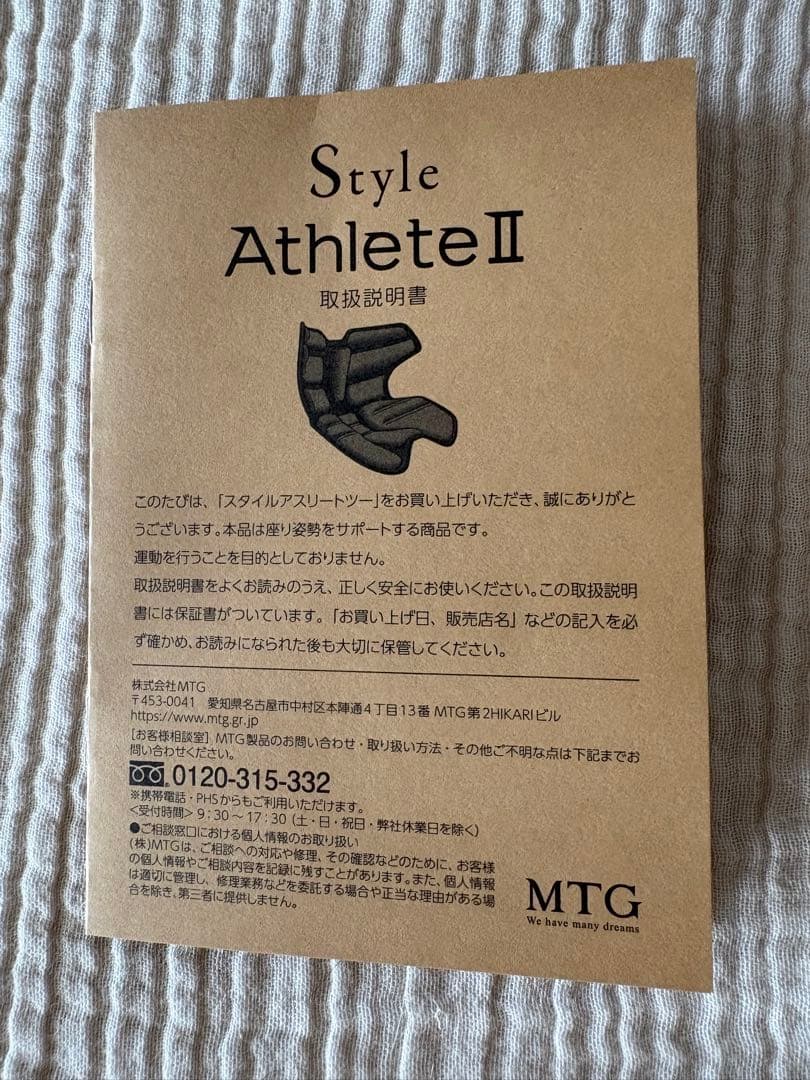 Style
AthleteⅡ
取扱説明書
このたびは、「スタイルアスリートツー」をお買い上げいただき、誠にありがと
うございます。本品は座り姿勢をサポートする商品です。
運動を行うことを目的としておりません。
取扱説明書をよくお読みのうえ、正しく安全にお使いください。この取扱説明
書には保証書がついています。「お買い上げ日、販売店名」などの記入を必
ず確かめ、お読みになられた後も大切に保管してください。
株式会社MTG
〒453-0041 愛知県名古屋市中村区本陣通4丁目13番 MTG第2HIKARIビル
https://www.mtg.gr.jp
[お客様相談室] MTG製品のお問い合わせ・取り扱い方法・その他ご不明な点は下記までお
問い合わせください。
0120-315-332
※携帯電話・PHSからもご利用いただけます。
<受付時間> 9:30～17:30 (土・日・祝日・弊社休業日を除く)
●ご相談窓口における個人情報のお取り扱い
(株)MTGは、ご相談への対応や修理、その確認などのために、お客様
の個人情報やご相談内容を記録に残すことがあります。また、個人情報
は適切に管理し、修理業務などを委託する場合や正当な理由がある場
合を除き、第三者に提供しません。
MTG
We have many dreams